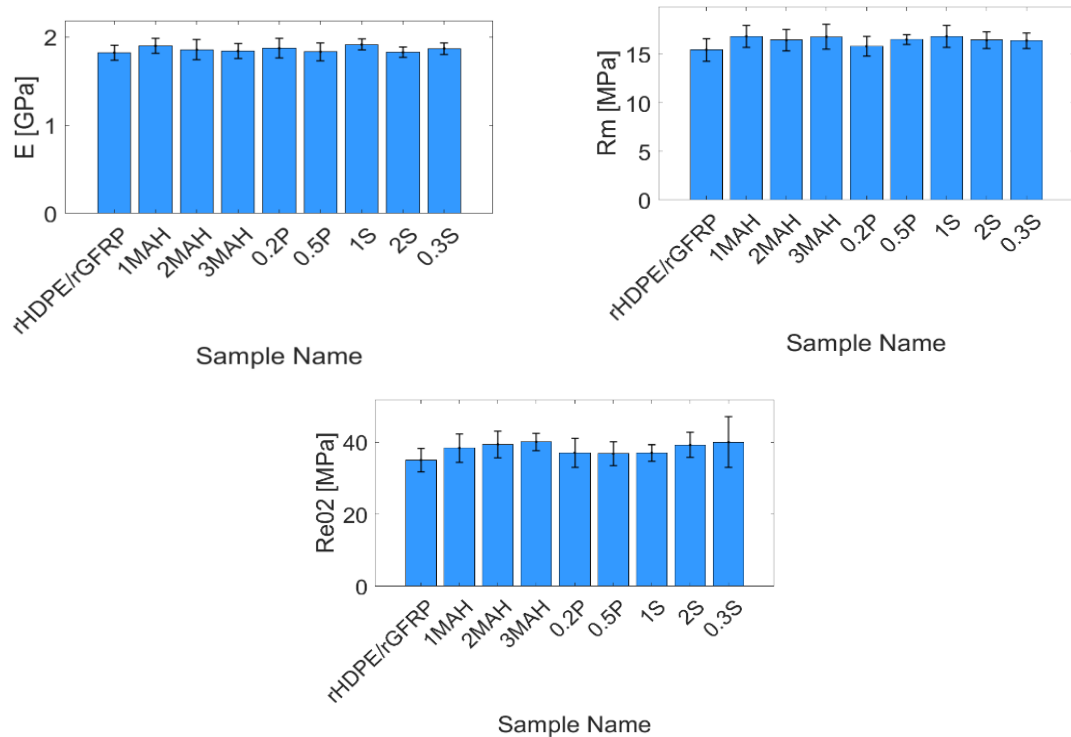 E [GPa]
2
1
0
rHDPE/rGFRP
1MAH
2MAH
3MAH
0.2P
0.5P
1S
2S
0.3S
Sample Name
Rm [MPa]
15
10
5
0
rHDPE/rGFRP
1MAH
2MAH
3MAH
0.2P
0.5P
1S
2S
0.3S
Sample Name
Re02 [MPa]
40
20
0
rHDPE/rGFRP
1MAH
2MAH
3MAH
0.2P
0.5P
1S
2S
0.3S
Sample Name